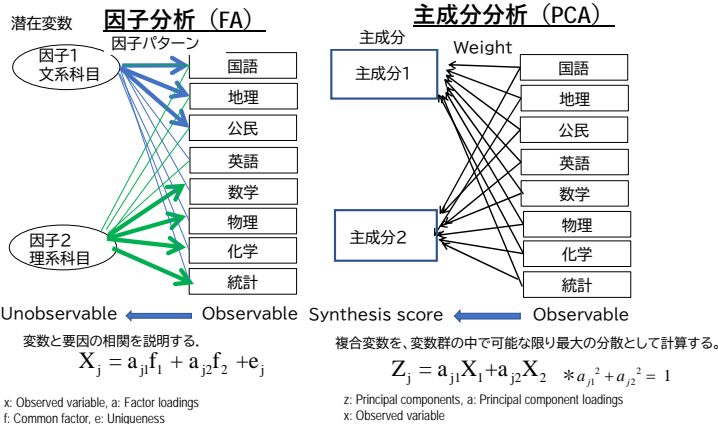 潜在変数
因子分析（FA）
因子パターン
因子1
文系科目
国語
地理
公民
英語
数学
物理
化学
統計
因子2
理系科目
Unobservable
Observable
変数と要因の相関を説明する.
Xj = aj1f1 + aj2f2 +ej
x: Observed variable, a: Factor loadings
f: Common factor, e: Uniqueness
主成分分析（PCA）
主成分
Weight
主成分1
国語
地理
公民
英語
数学
物理
化学
統計
主成分2
Synthesis score
Observable
複合変数を、変数群の中で可能な限り最大の分散として計算する。
Zj = aj1X1+aj2X2 *aj1² + aj2² = 1
z: Principal components, a: Principal component loadings
x: Observed variable